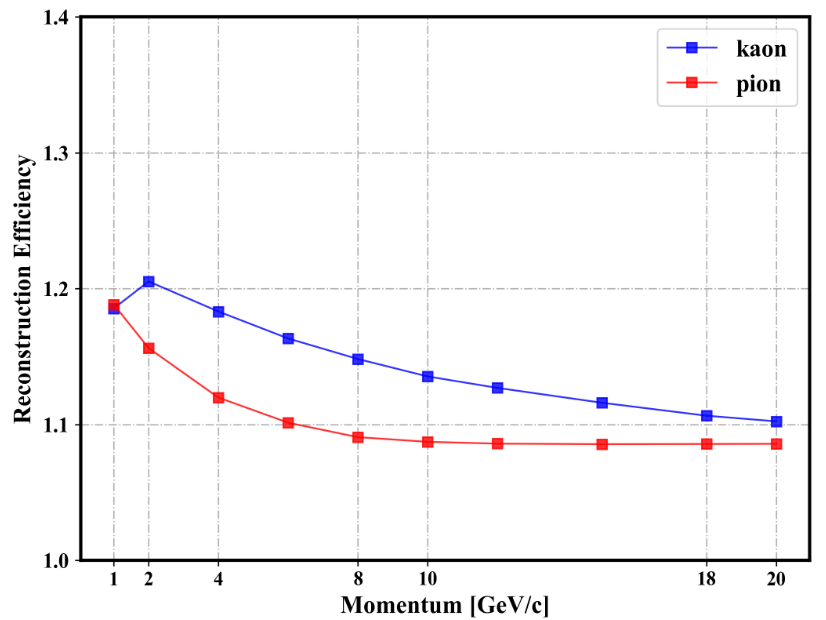 1.4
1.3
1.2
1.1
1.0
Reconstruction Efficiency
kaon
pion
1 2 4 8 10 18 20
Momentum [GeV/c]